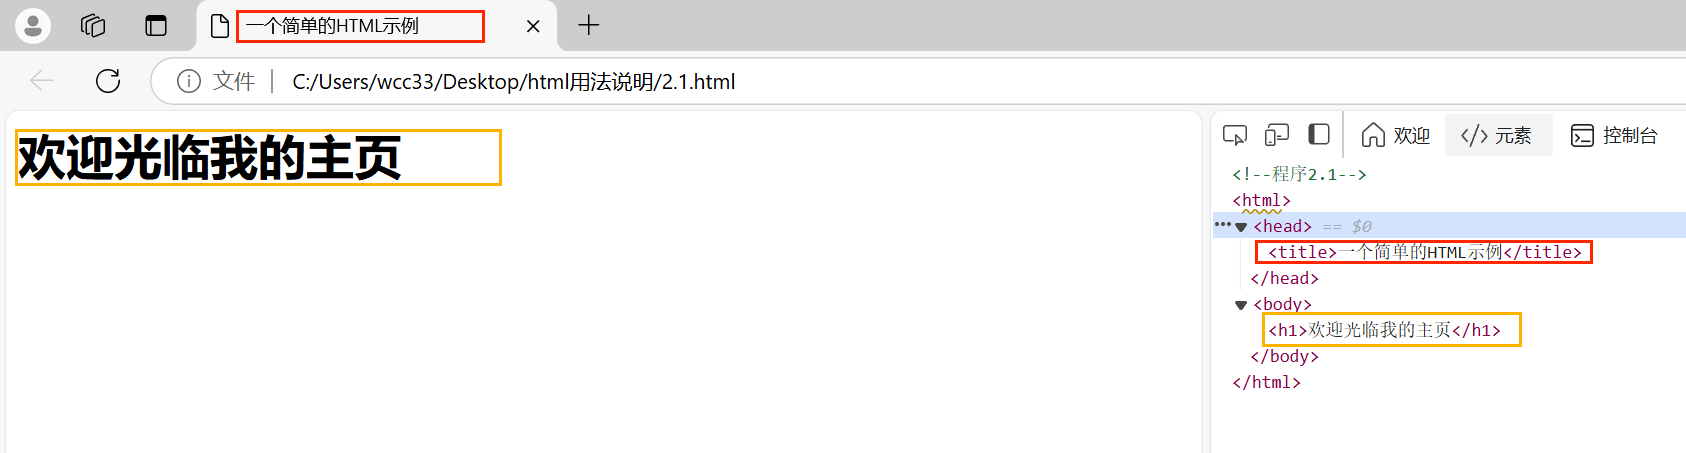 一个简单的HTML示例
文件 C:/Users/wcc33/Desktop/html用法说明/2.1.html
欢迎光临我的主页
欢迎 元素 控制台
<!--程序2.1-->
<html>
<head> == $0
<title>一个简单的HTML示例</title>
</head>
<body>
<h1>欢迎光临我的主页</h1>
</body>
</html>